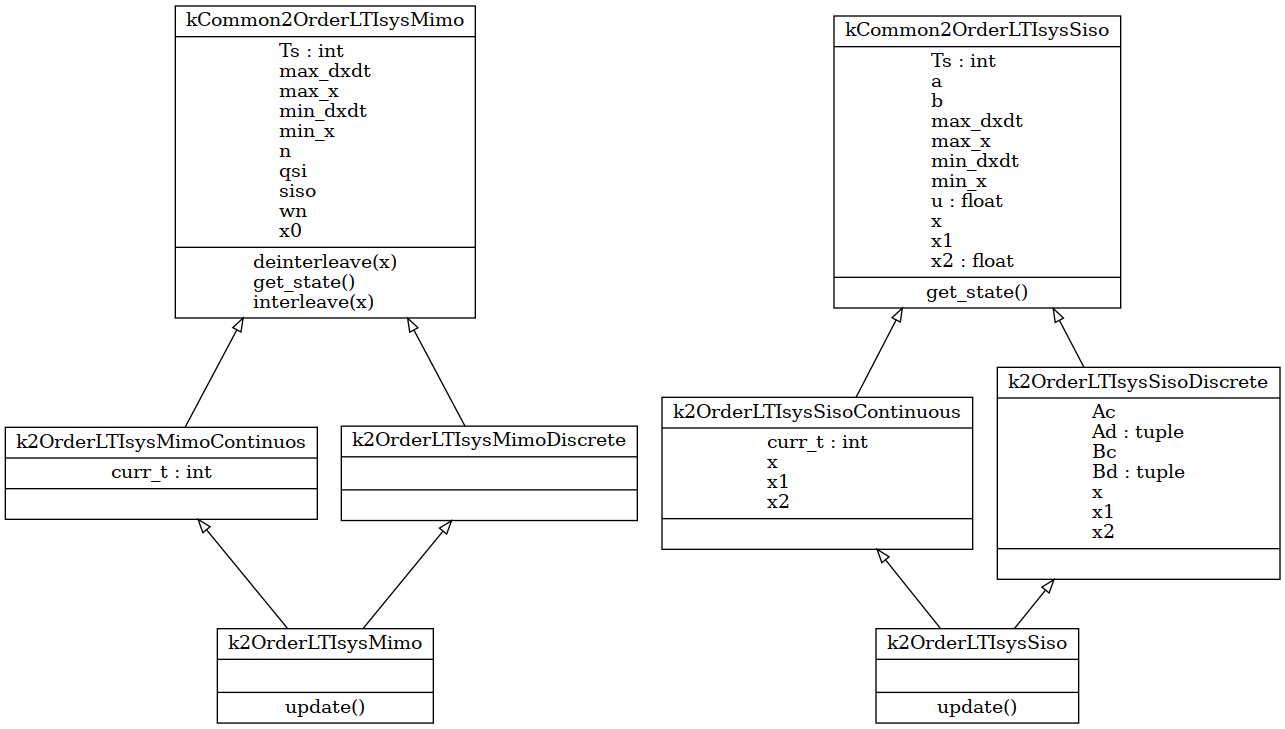 kCommon2OrderLTIsysMimo
Ts : int
max_dxdt
max_x
min_dxdt
min_x
n
qsi
siso
wn
x0
deinterleave(x)
get_state()
interleave(x)
kCommon2OrderLTIsysSiso
Ts : int
a
b
max_dxdt
max_x
min_dxdt
min_x
u : float
x
x1
x2 : float
get_state()
k2OrderLTIsysMimoContinuos
curr_t : int
k2OrderLTIsysMimoDiscrete
k2OrderLTIsysSisoContinuous
curr_t : int
x
x1
x2
k2OrderLTIsysSisoDiscrete
Ac
Ad : tuple
Bc
Bd : tuple
x
x1
x2
k2OrderLTIsysMimo
update()
k2OrderLTIsysSiso
update()